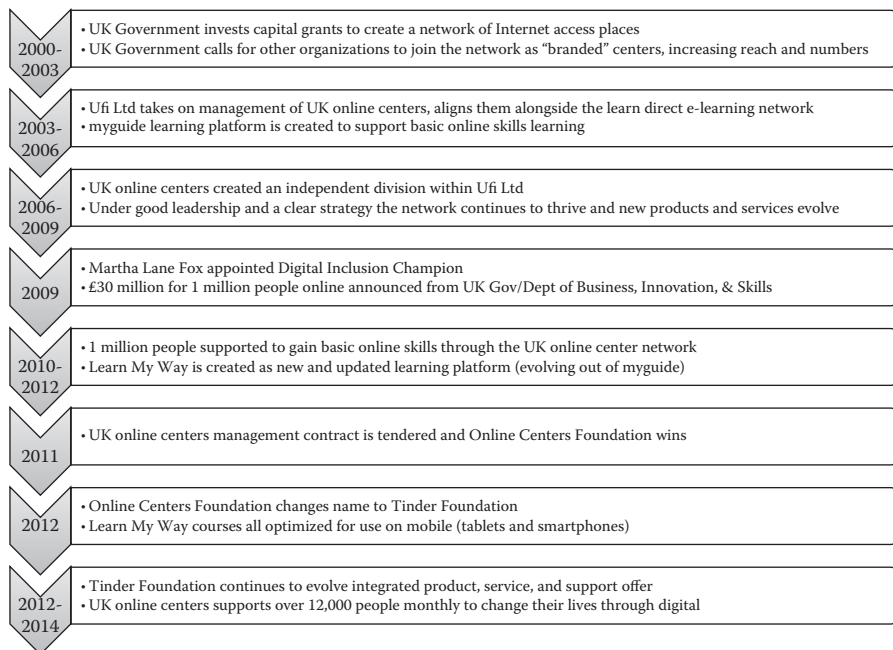 2000-
2003
• UK Government invests capital grants to create a network of Internet access places
• UK Government calls for other organizations to join the network as “branded” centers, increasing reach and numbers
2003-
2006
• Ufi Ltd takes on management of UK online centers, aligns them alongside the learn direct e-learning network
• myguide learning platform is created to support basic online skills learning
2006-
2009
• UK online centers created an independent division within Ufi Ltd
• Under good leadership and a clear strategy the network continues to thrive and new products and services evolve
2009
• Martha Lane Fox appointed Digital Inclusion Champion
• £30 million for 1 million people online announced from UK Gov/Dept of Business, Innovation, & Skills
2010-
2012
• 1 million people supported to gain basic online skills through the UK online center network
• Learn My Way is created as new and updated learning platform (evolving out of myguide)
2011
• UK online centers management contract is tendered and Online Centers Foundation wins
2012
• Online Centers Foundation changes name to Tinder Foundation
• Learn My Way courses all optimized for use on mobile (tablets and smartphones)
2012-
2014
• Tinder Foundation continues to evolve integrated product, service, and support offer
• UK online centers supports over 12,000 people monthly to change their lives through digital